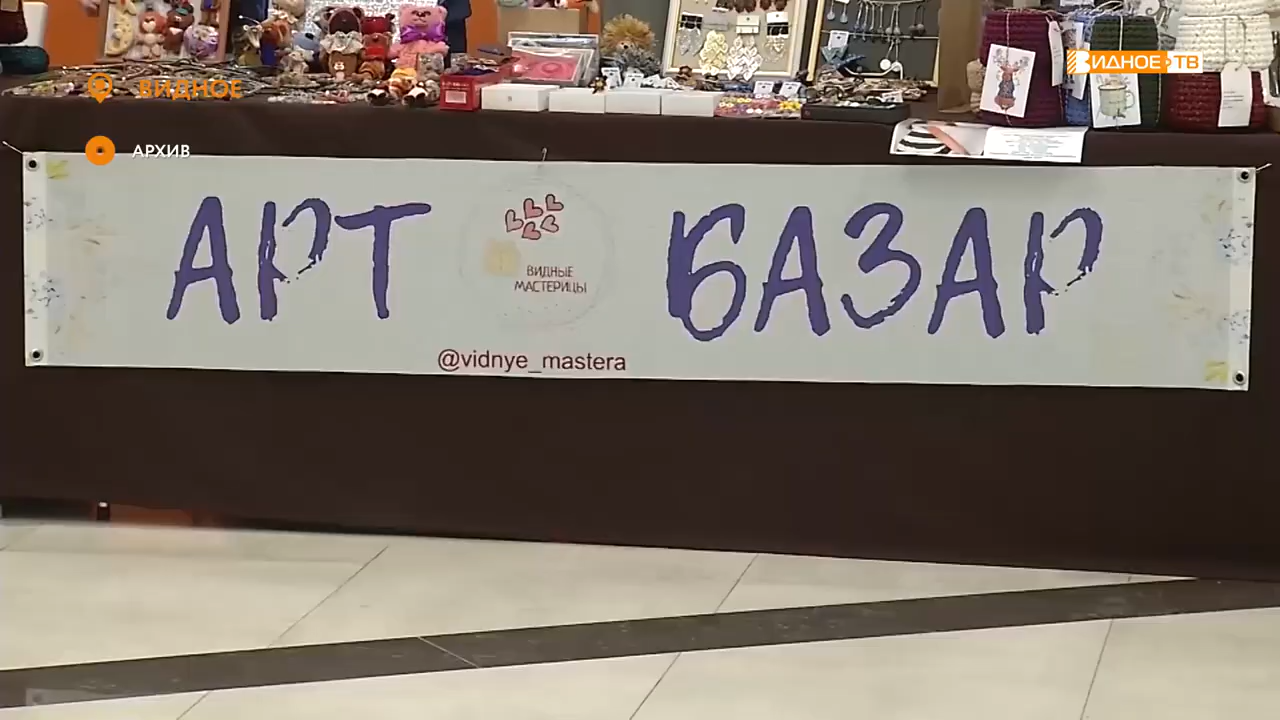 ВИДНОЕ
ВИДНОЕ ТВ
АРХИВ
АРТ БАЗАР
ВИДНЫЕ
МАСТЕРИЦЫ
@vidnye_mastera